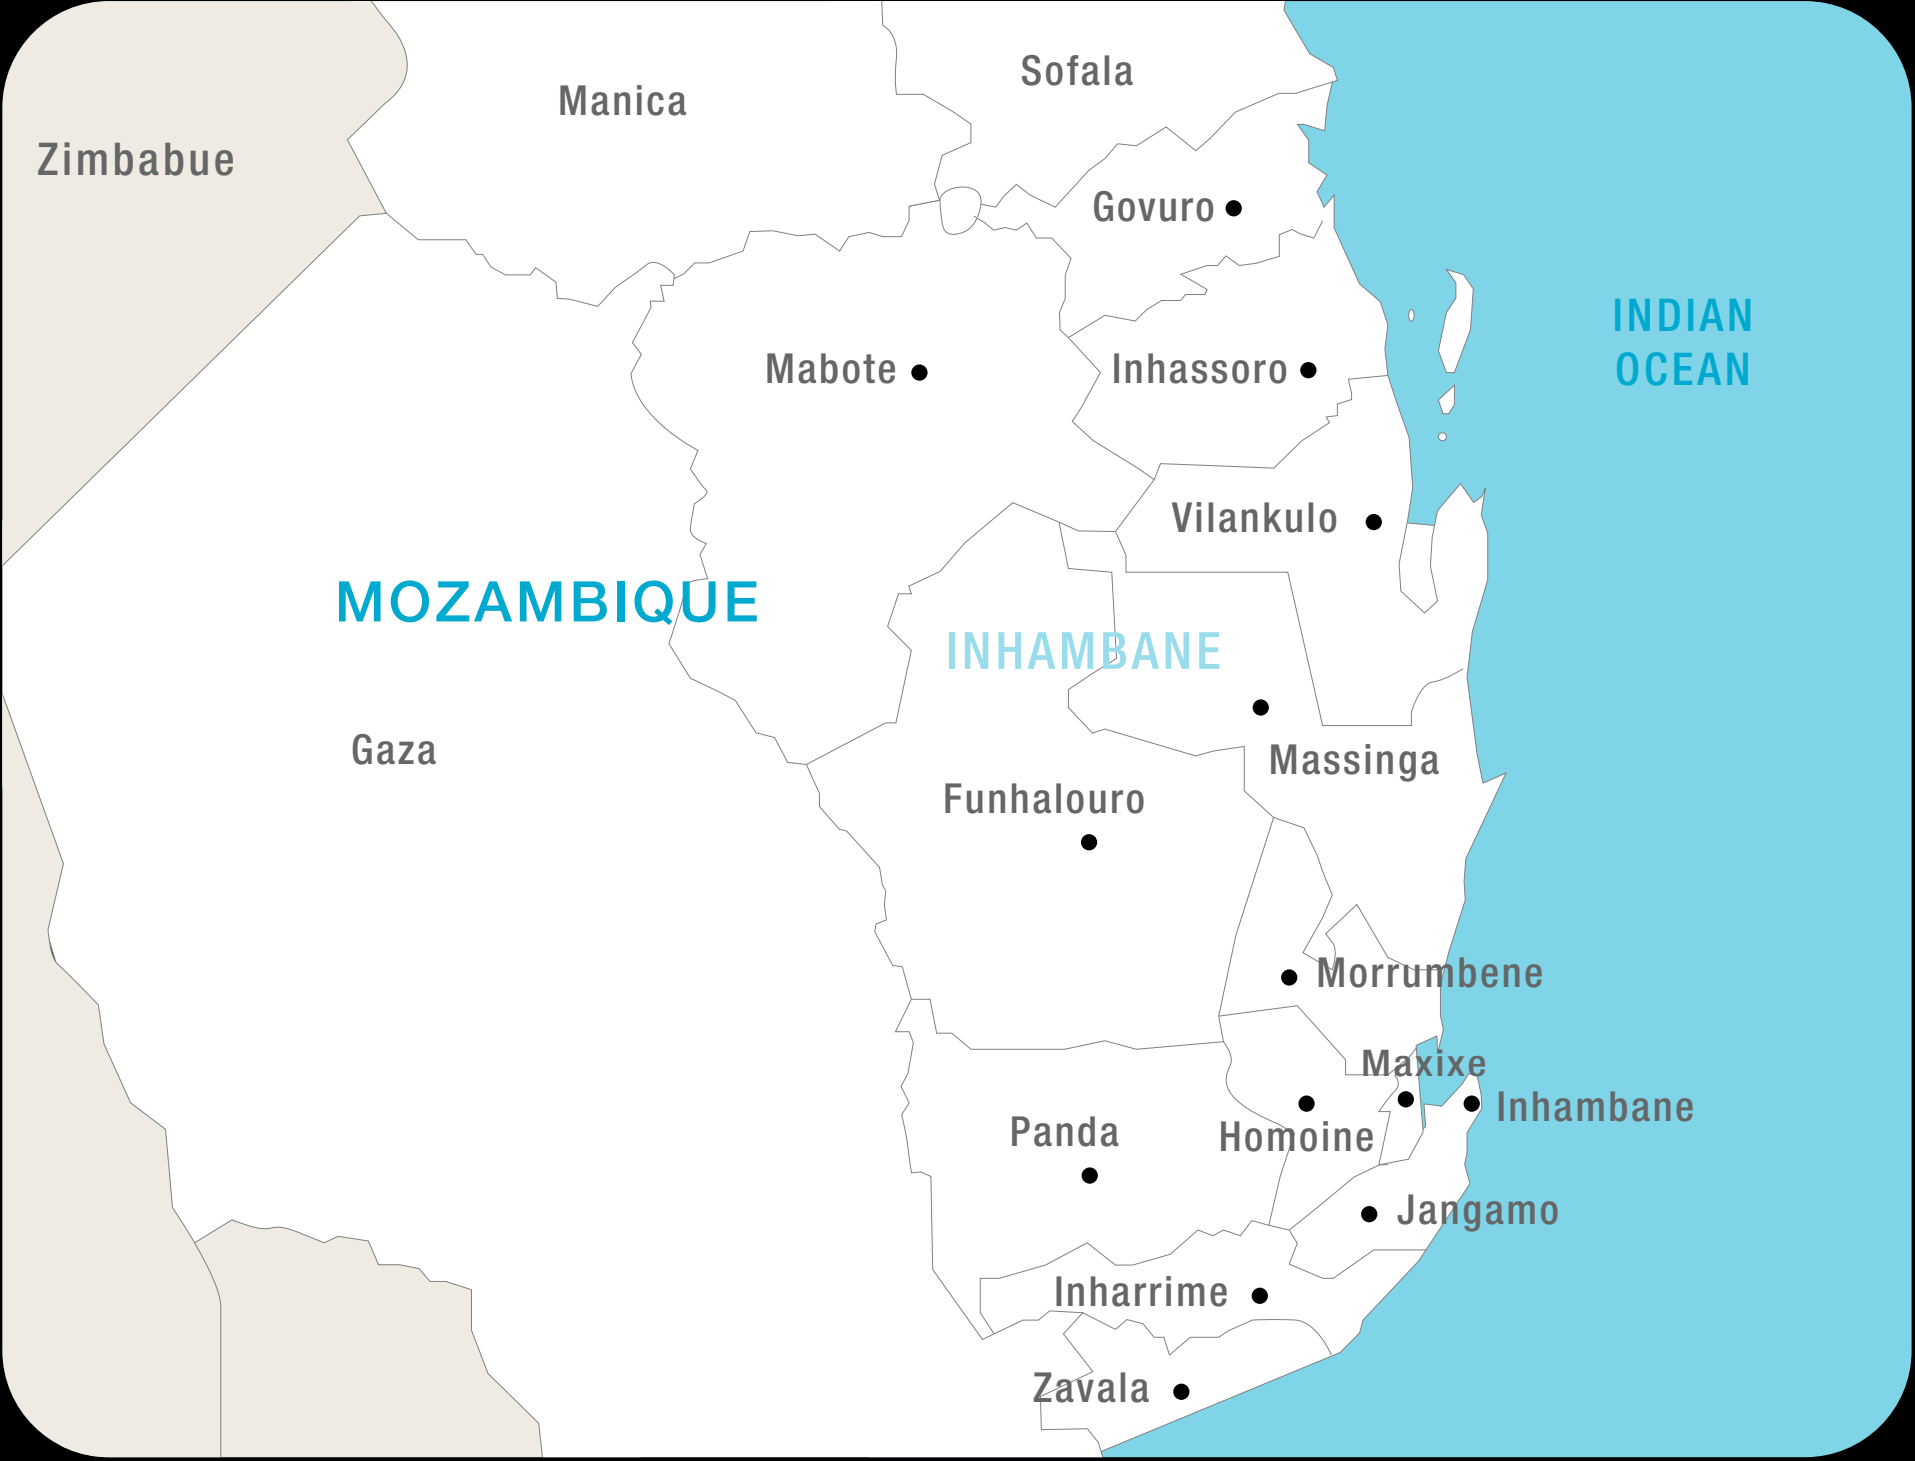 Sofala
Manica
Zimbabue
Govuro
INDIAN
OCEAN
Mabote
Inhassoro
Vilankulo
MOZAMBIQUE
INHAMBANE
Gaza
Massinga
Funhalouro
Morrumbene
Maxixe
Inhambane
Panda
Homoine
Jangamo
Inharrime
Zavala